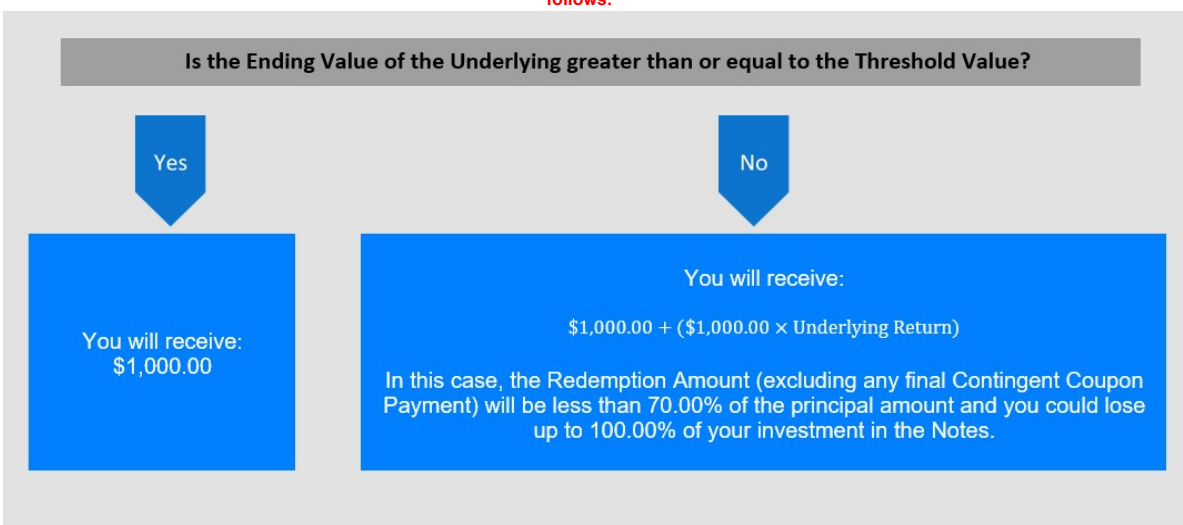 follows:
Is the Ending Value of the Underlying greater than or equal to the Threshold Value?
Yes
No
You will receive:
$1,000.00
You will receive:
$1,000.00 + ($1,000.00 × Underlying Return)
In this case, the Redemption Amount (excluding any final Contingent Coupon
Payment) will be less than 70.00% of the principal amount and you could lose
up to 100.00% of your investment in the Notes.